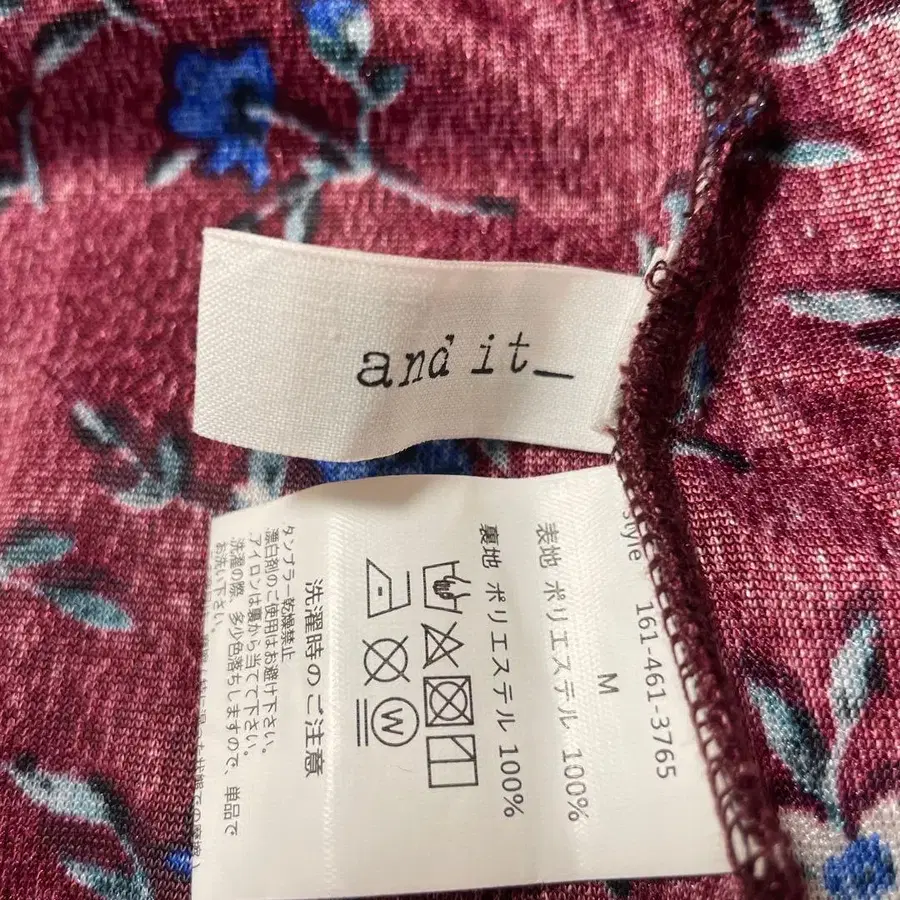 and it_
Style 161-461-3765
M
表地 ポリエステル 100%
裏地 ポリエステル 100%
W
洗濯時のご注意
タンブラー乾燥禁止
漂白剤のご使用はお避け下さい。
アイロンは裏から当てて下さい。
洗濯の際、多少色落ちしますので、単品で
お洗い下さい。